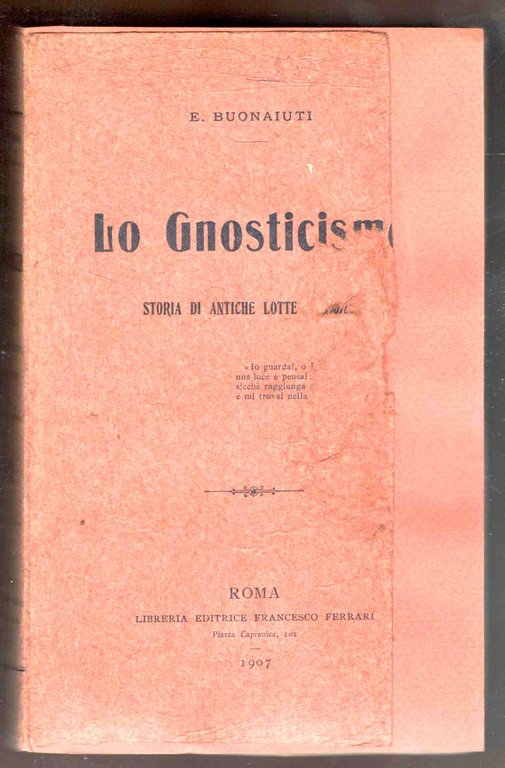 E. BUONAIUTI
Lo Gnosticismo
STORIA DI ANTICHE LOTTE
« Io guardai, o
una luce e pensai
sicchè raggiunga
e mi trovai nella
ROMA
LIBRERIA EDITRICE FRANCESCO FERRARI
Piazza Capranica, 102
1907